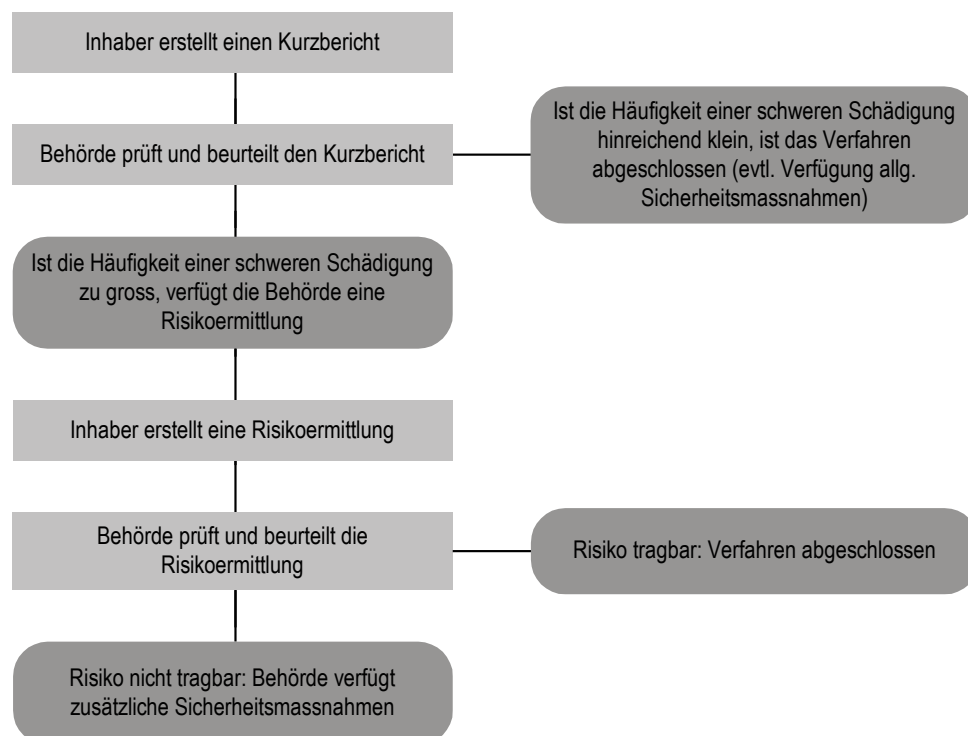 Inhaber erstellt einen Kurzbericht
Behörde prüft und beurteilt den Kurzbericht
Ist die Häufigkeit einer schweren Schädigung
hinreichend klein, ist das Verfahren
abgeschlossen (evtl. Verfügung allg.
Sicherheitsmassnahmen)
Ist die Häufigkeit einer schweren Schädigung
zu gross, verfügt die Behörde eine
Risikoermittlung
Inhaber erstellt eine Risikoermittlung
Behörde prüft und beurteilt die
Risikoermittlung
Risiko tragbar: Verfahren abgeschlossen
Risiko nicht tragbar: Behörde verfügt
zusätzliche Sicherheitsmassnahmen